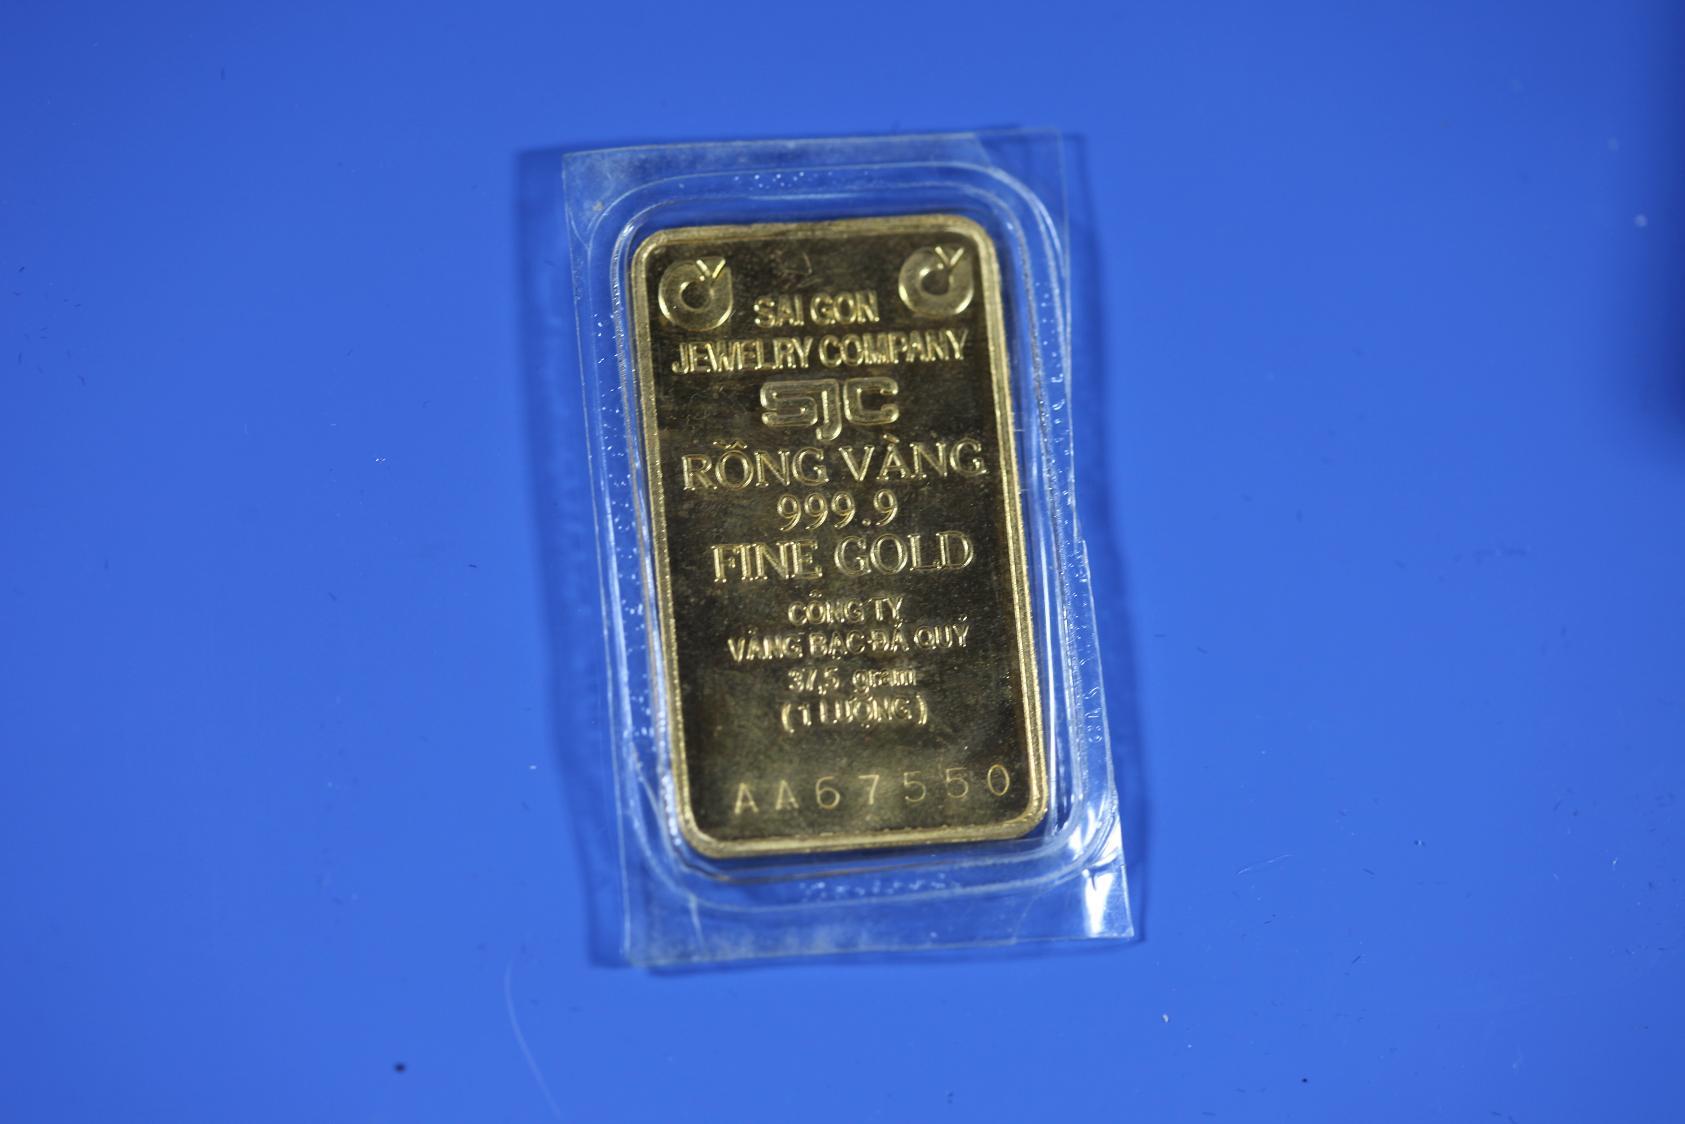 SAI GON
JEWELRY COMPANY
SJC
RỒNG VÀNG
999.9
FINE GOLD
CÔNG TY
VÀNG BẠC-ĐÁ QUÝ
37,5 gram
(1 LƯỢNG)
AA67550